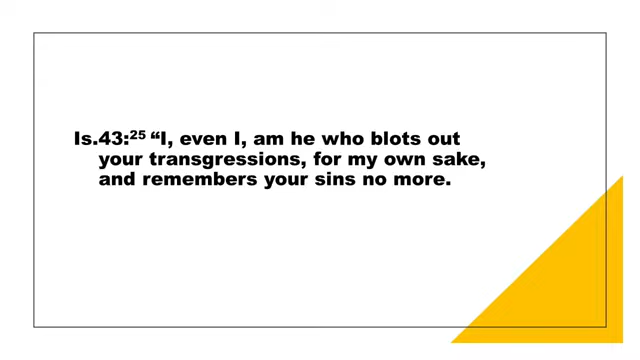 Is.43:²⁵ “I, even I, am he who blots out
your transgressions, for my own sake,
and remembers your sins no more.